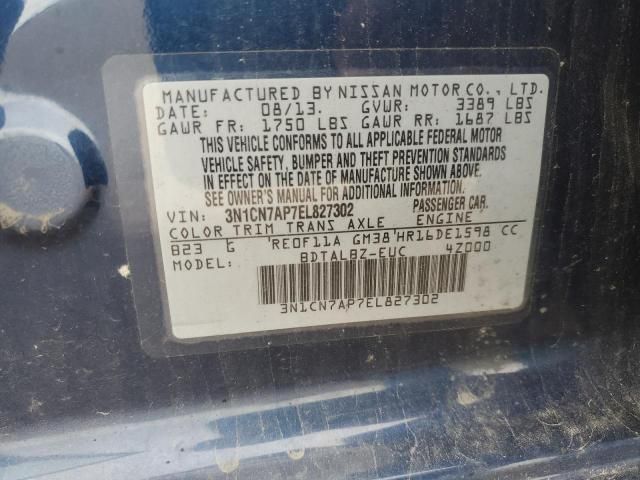 MANUFACTURED BY NISSAN MOTOR CO., LTD.
DATE: 08/13. GVWR: 3389 LBS
GAWR FR: 1750 LBS GAWR RR: 1687 LBS
THIS VEHICLE CONFORMS TO ALL APPLICABLE FEDERAL MOTOR
VEHICLE SAFETY, BUMPER AND THEFT PREVENTION STANDARDS
IN EFFECT ON THE DATE OF MANUFACTURE SHOWN ABOVE.
SEE OWNER'S MANUAL FOR ADDITIONAL INFORMATION.
VIN: 3N1CN7AP7EL827302 PASSENGER CAR.
COLOR TRIM TRANS AXLE ENGINE
B23 G 'RE0F11A GM38'HR16DE1598 CC
MODEL: BDTALBZ-EUC 4Z000
3N1CN7AP7EL827302